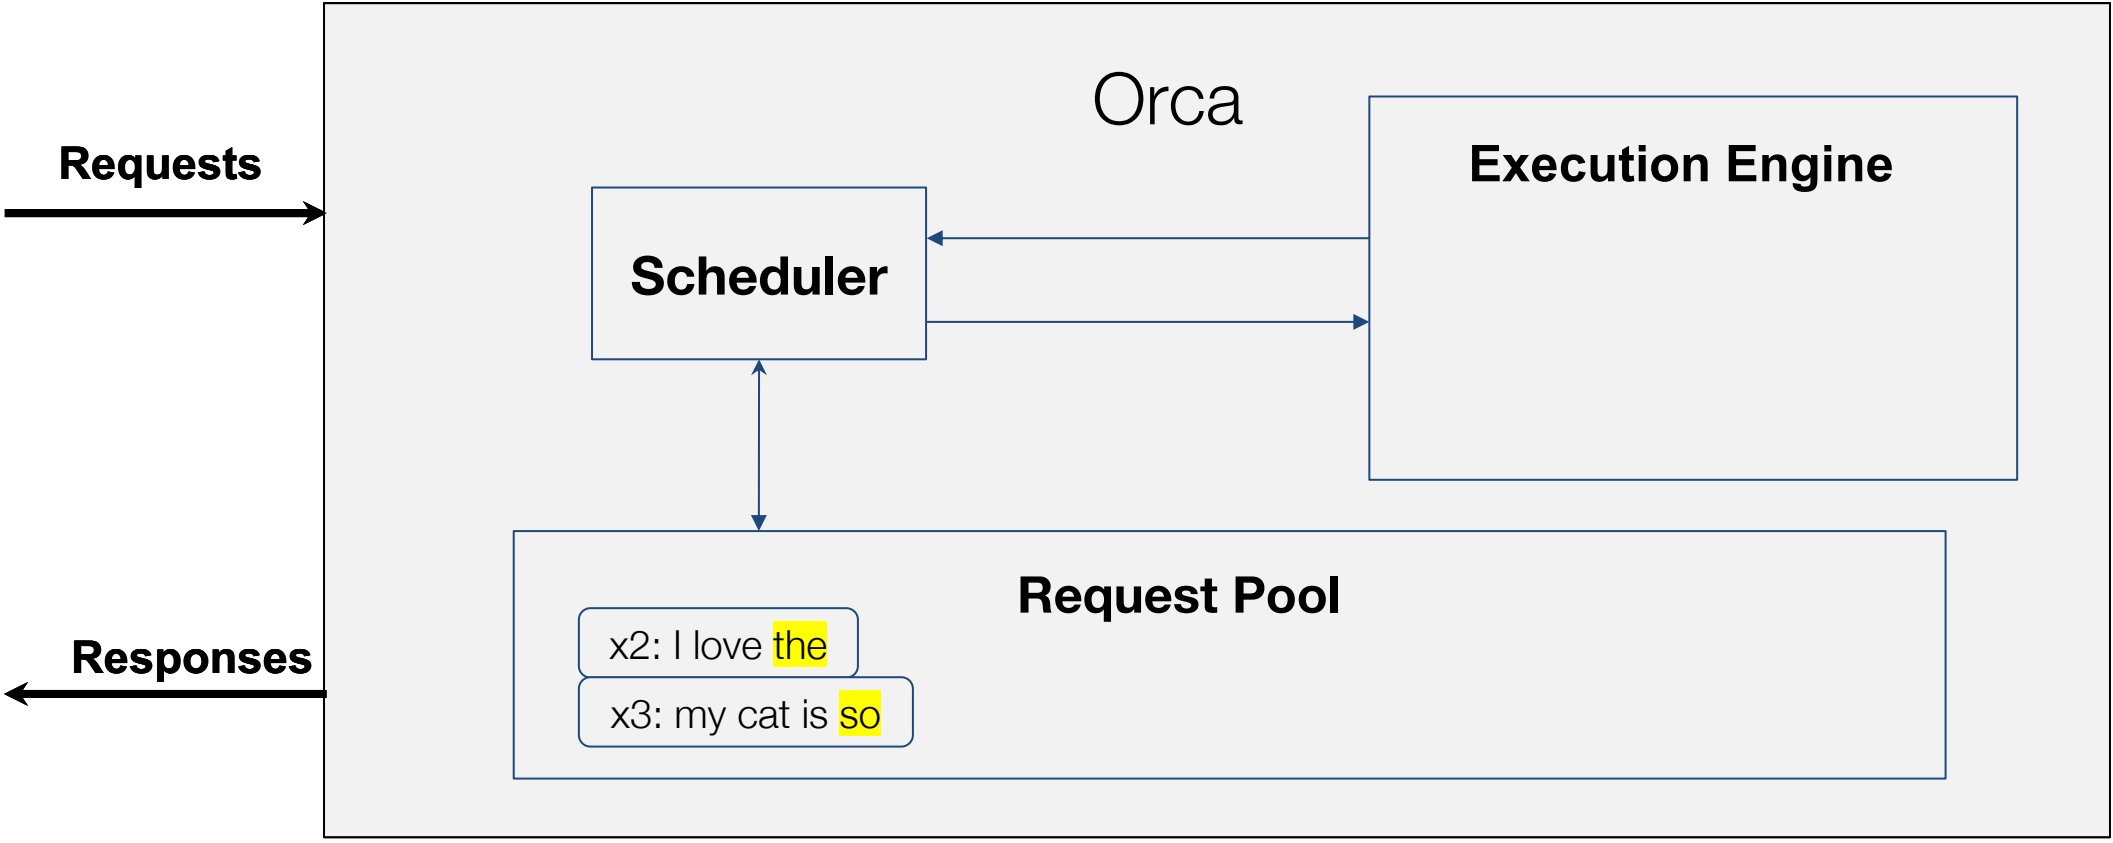 Orca
Requests
Execution Engine
Scheduler
Request Pool
x2: I love the
Responses
x3: my cat is so